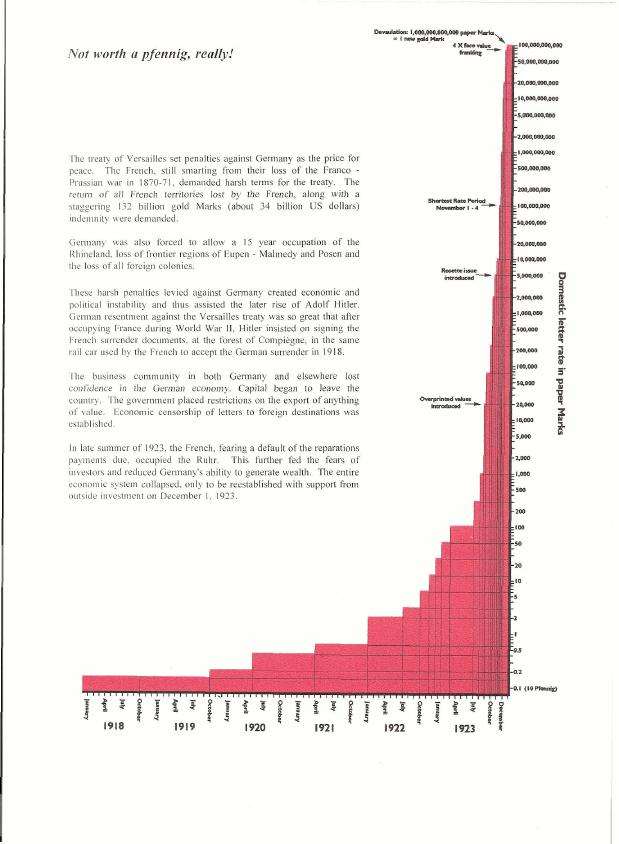 Not worth a pfennig, really!
The treaty of Versailles set penalties against Germany as the price for
peace. The French, still smarting from their loss of the Franco -
Prussian war in 1870-71, demanded harsh terms for the treaty. The
return of all French territories lost by the French, along with a
staggering 132 billion gold Marks (about 34 billion US dollars)
indemnity were demanded.
Germany was also forced to allow a 15 year occupation of the
Rhineland, loss of frontier regions of Eupen - Malmedy and Posen and
the loss of all foreign colonies.
These harsh penalties levied against Germany created economic and
political instability and thus assisted the later rise of Adolf Hitler.
German resentment against the Versailles treaty was so great that after
occupying France during World War II, Hitler insisted on signing the
French surrender documents, at the forest of Compiègne, in the same
rail car used by the French to accept the German surrender in 1918.
The business community in both Germany and elsewhere lost
confidence in the German economy. Capital began to leave the
country. The government placed restrictions on the export of anything
of value. Economic censorship of letters to foreign destinations was
established.
In late summer of 1923, the French, fearing a default of the reparations
payments due, occupied the Ruhr. This further fed the fears of
investors and reduced Germany's ability to generate wealth. The entire
economic system collapsed, only to be reestablished with support from
outside investment on December 1, 1923.
Devaulation: 1,000,000,000,000 paper Marks
= 1 new gold Mark
4 X face value
franking
Shortest Rate Period
November 1 - 4
Rosette issue
introduced
Overprinted values
introduced
100,000,000,000
50,000,000,000
20,000,000,000
10,000,000,000
5,000,000,000
2,000,000,000
1,000,000,000
500,000,000
200,000,000
100,000,000
50,000,000
20,000,000
10,000,000
5,000,000
2,000,000
1,000,000
500,000
200,000
100,000
50,000
20,000
10,000
5,000
2,000
1,000
500
200
100
50
20
10
5
2
1
0.5
0.2
0.1 (10 Pfennig)
Domestic letter rate in paper Marks
January April July October January April July October January April July October January April July October January April July October January April July October December
1918 1919 1920 1921 1922 1923